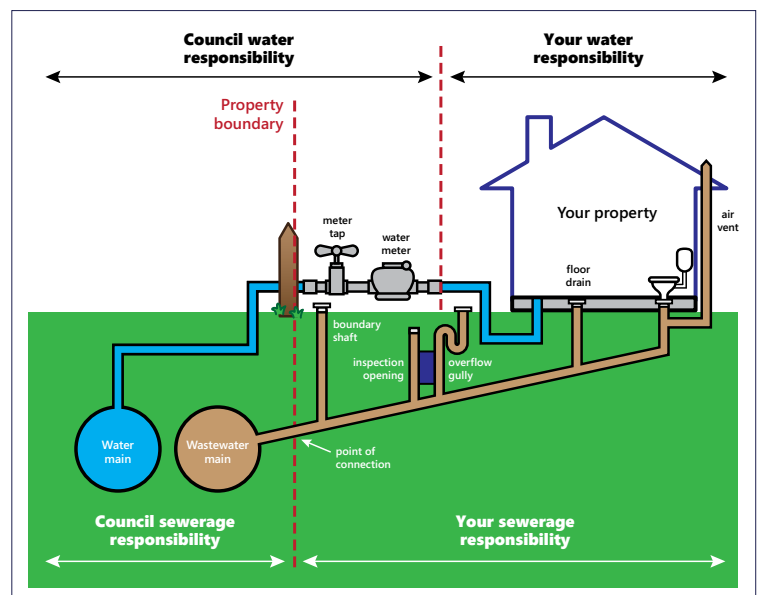 Council water
responsibility
Your water
responsibility
Property
boundary
meter
tap
water
meter
Your property
air
vent
floor
drain
boundary
shaft
inspection
opening
overflow
gully
Water
main
Wastewater
main
point of
connection
Council sewerage
responsibility
Your sewerage
responsibility